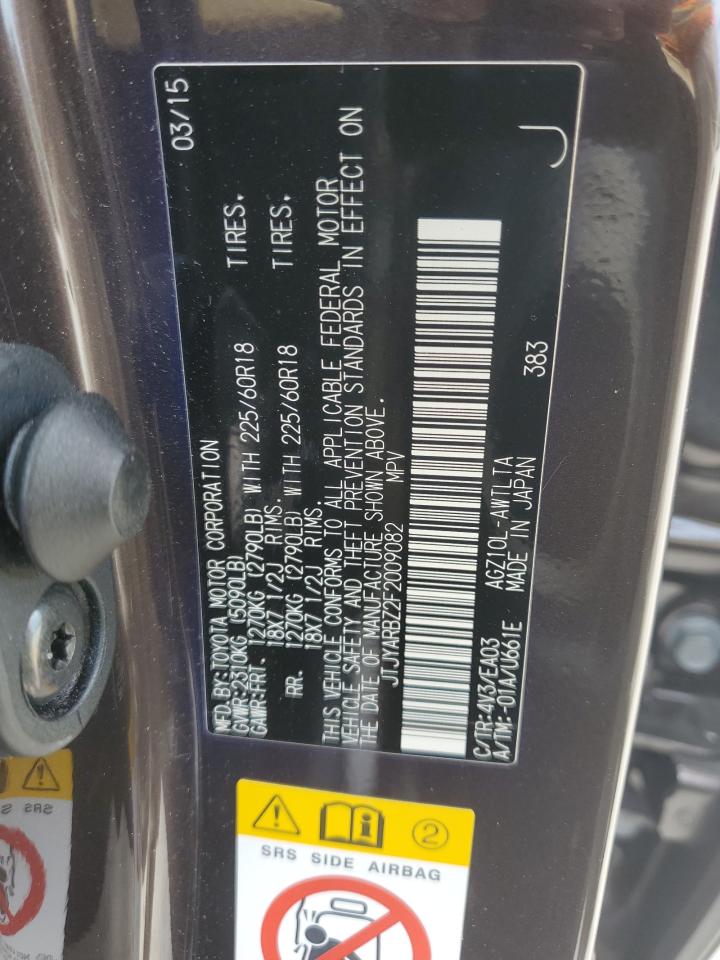 MFD.BY:TOYOTA MOTOR CORPORATION 03/15
GVWR:2310KG (5090LB)
GAWR:FRT. 1270KG (2790LB) WITH 225/60R18 TIRES.
18X7 1/2J RIMS.
RR. 1270KG (2790LB) WITH 225/60R18 TIRES.
18X7 1/2J RIMS.
THIS VEHICLE CONFORMS TO ALL APPLICABLE FEDERAL MOTOR
VEHICLE SAFETY AND THEFT PREVENTION STANDARDS IN EFFECT ON
THE DATE OF MANUFACTURE SHOWN ABOVE.
JTJYARBZ2F2009082 MPV
C/TR:4V3/EA03 AGZ10L-AWTLTA 383 J
A/TM:-01A/U661E MADE IN JAPAN
2
SRS SIDE AIRBAG
SRS S